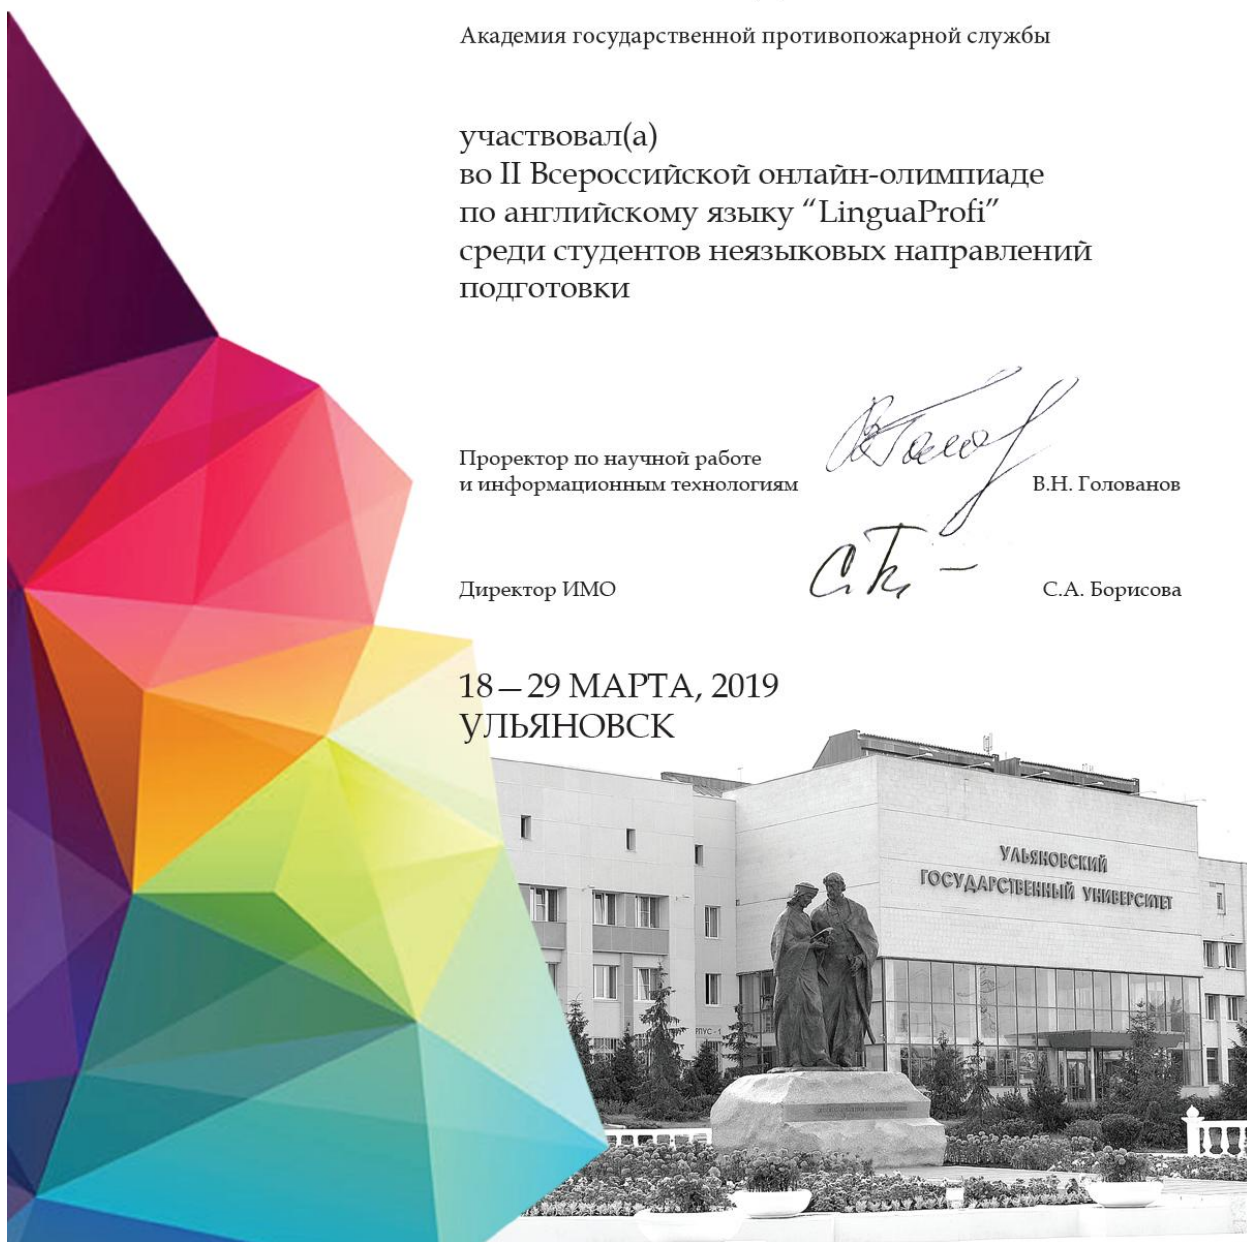 Академия государственной противопожарной службы
участвовал(а)
во II Всероссийской онлайн-олимпиаде
по английскому языку “LinguaProfi”
среди студентов неязыковых направлений
подготовки
Проректор по научной работе
и информационным технологиям
В.Н. Голованов
Директор ИМО
С.А. Борисова
18 – 29 МАРТА, 2019
УЛЬЯНОВСК
УЛЬЯНОВСКИЙ
ГОСУДАРСТВЕННЫЙ УНИВЕРСИТЕТ